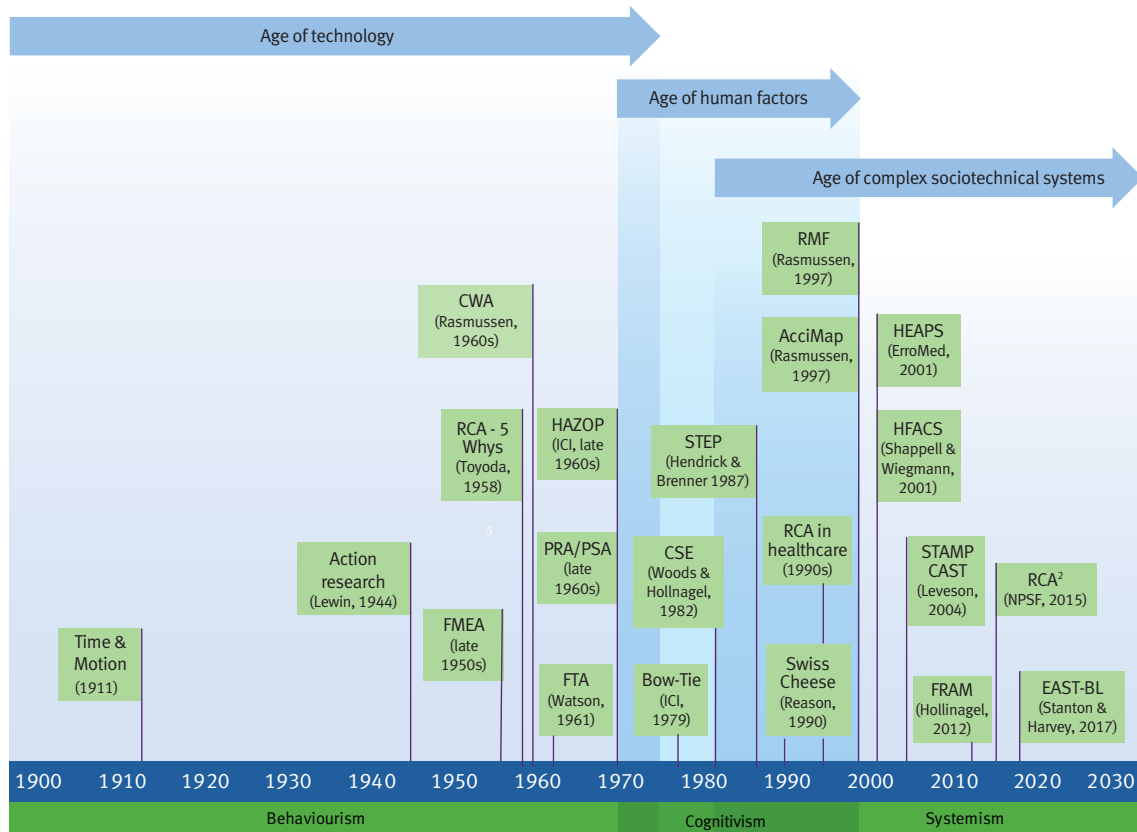 Age of technology
Age of human factors
Age of complex sociotechnical systems
RMF
(Rasmussen,
1997)
CWA
(Rasmussen,
1960s)
AcciMap
(Rasmussen,
1997)
HEAPS
(ErroMed,
2001)
RCA - 5
Whys
(Toyoda,
1958)
HAZOP
(ICI, late
1960s)
STEP
(Hendrick &
Brenner 1987)
HFACS
(Shappell &
Wiegmann,
2001)
5
Action
research
(Lewin, 1944)
PRA/PSA
(late
1960s)
CSE
(Woods &
Hollnagel,
1982)
RCA in
healthcare
(1990s)
STAMP
CAST
(Leveson,
2004)
RCA²
(NPSF, 2015)
Time &
Motion
(1911)
FMEA
(late
1950s)
FTA
(Watson,
1961)
Bow-Tie
(ICI,
1979)
Swiss
Cheese
(Reason,
1990)
FRAM
(Hollinagel,
2012)
EAST-BL
(Stanton &
Harvey, 2017)
1900 1910 1920 1930 1940 1950 1960 1970 1980 1990 2000 2010 2020 2030
Behaviourism Cognitivism Systemism